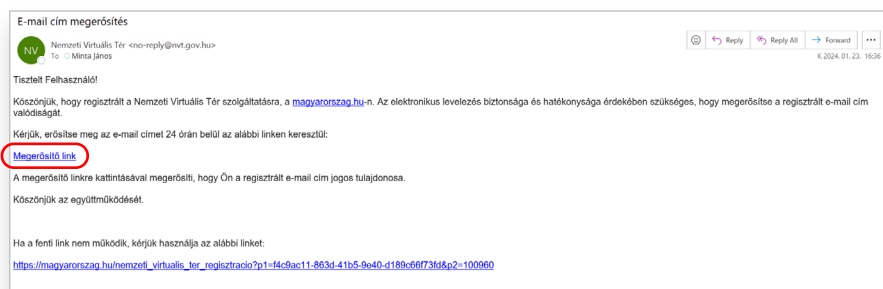 E-mail cím megerősítés
NV
Nemzeti Virtuális Tér <no-reply@nvt.gov.hu>
To Minta János
Reply
Reply All
Forward
K 2024. 01. 23. 16:36
Tisztelt Felhasználó!
Köszönjük, hogy regisztrált a Nemzeti Virtuális Tér szolgáltatásra, a magyarorszag.hu-n. Az elektronikus levelezés biztonsága és hatékonysága érdekében szükséges, hogy megerősítse a regisztrált e-mail cím
valódiságát.
Kérjük, erősítse meg az e-mail címet 24 órán belül az alábbi linken keresztül:
Megerősítő link
A megerősítő linkre kattintásával megerősíti, hogy Ön a regisztrált e-mail cím jogos tulajdonosa.
Köszönjük az együttműködését.
Ha a fenti link nem működik, kérjük használja az alábbi linket:
https://magyarorszag.hu/nemzeti_virtualis_ter_regisztracio?p1=f4c9ac11-863d-41b5-9e40-d189c66f73fd&p2=100960